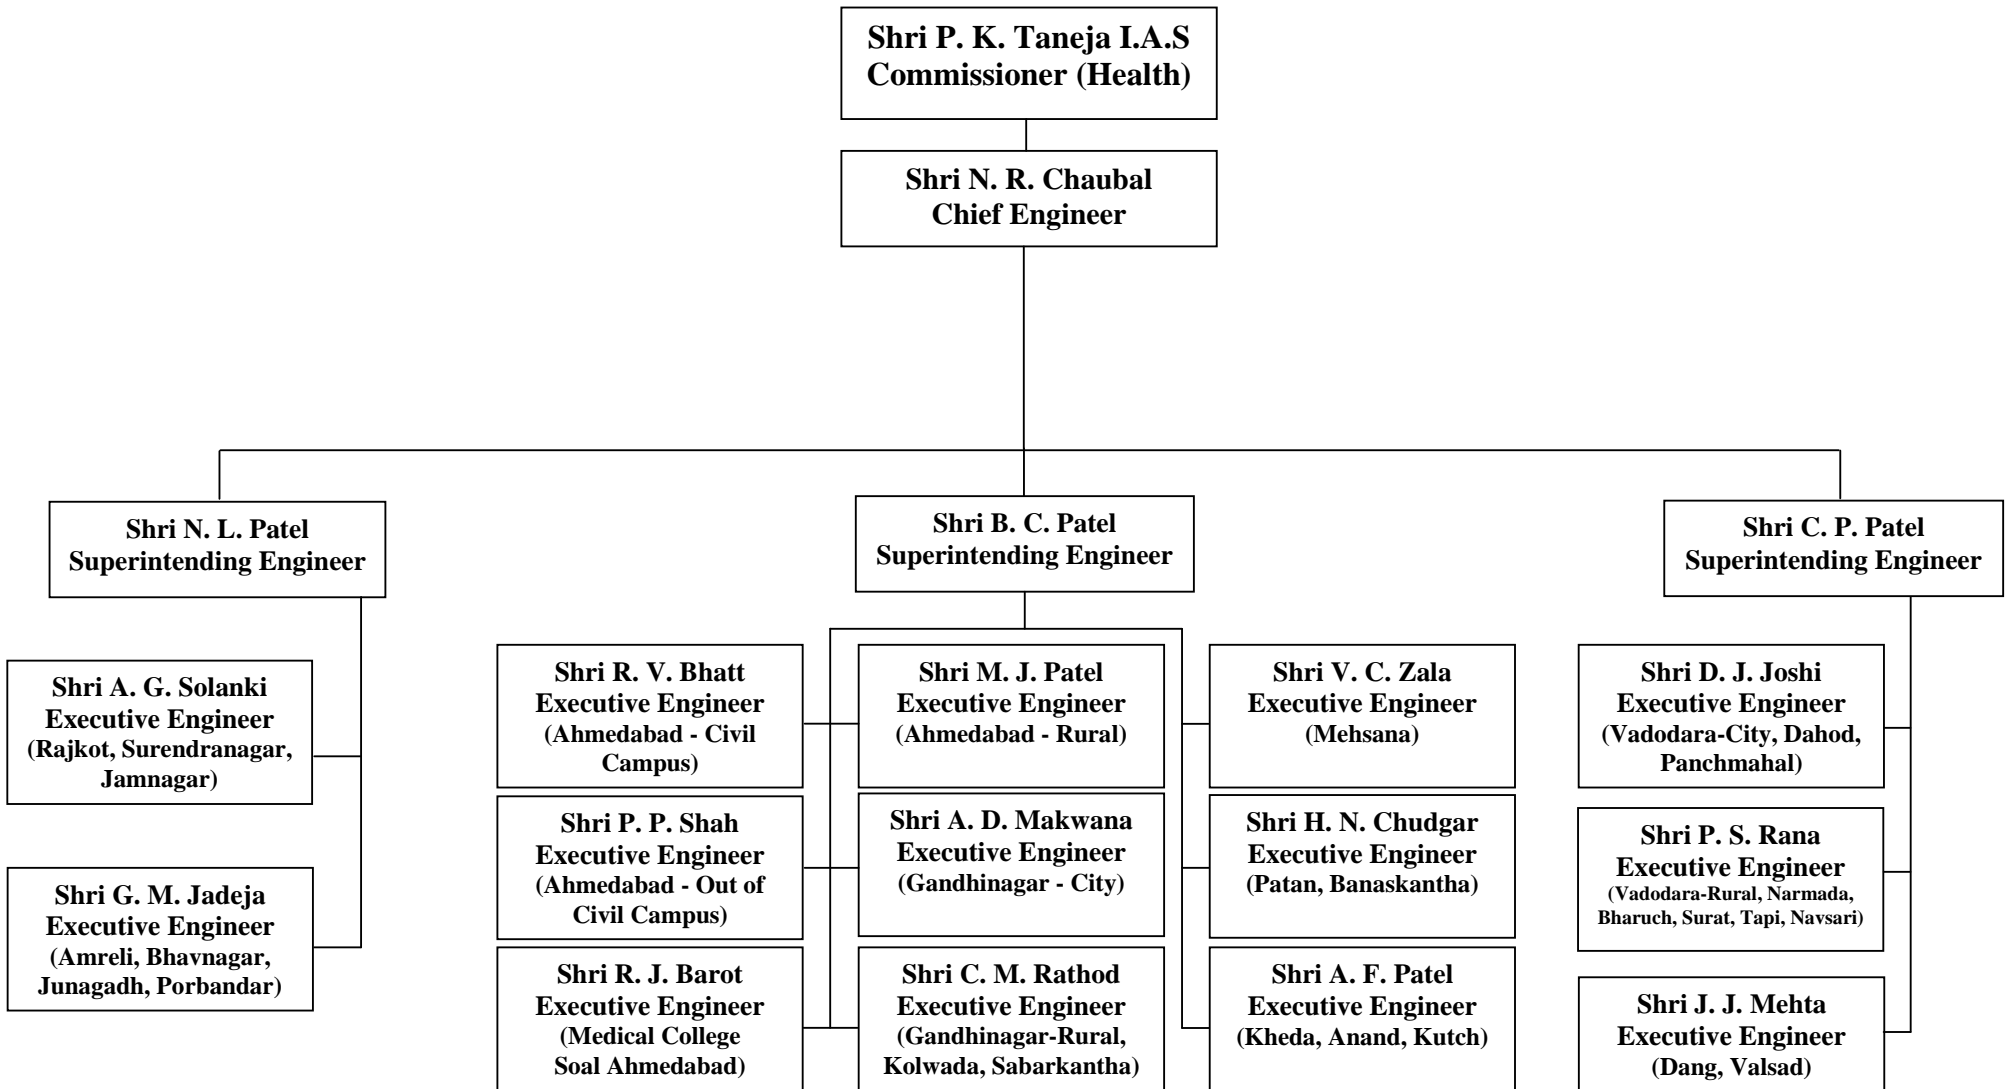 Shri P. K. Taneja I.A.S
Commissioner (Health)
Shri N. R. Chaubal
Chief Engineer
Shri N. L. Patel
Superintending Engineer
Shri B. C. Patel
Superintending Engineer
Shri C. P. Patel
Superintending Engineer
Shri A. G. Solanki
Executive Engineer
(Rajkot, Surendranagar,
Jamnagar)
Shri G. M. Jadeja
Executive Engineer
(Amreli, Bhavnagar,
Junagadh, Porbandar)
Shri R. V. Bhatt
Executive Engineer
(Ahmedabad - Civil
Campus)
Shri P. P. Shah
Executive Engineer
(Ahmedabad - Out of
Civil Campus)
Shri R. J. Barot
Executive Engineer
(Medical College
Soal Ahmedabad)
Shri M. J. Patel
Executive Engineer
(Ahmedabad - Rural)
Shri A. D. Makwana
Executive Engineer
(Gandhinagar - City)
Shri C. M. Rathod
Executive Engineer
(Gandhinagar-Rural,
Kolwada, Sabarkantha)
Shri V. C. Zala
Executive Engineer
(Mehsana)
Shri H. N. Chudgar
Executive Engineer
(Patan, Banaskantha)
Shri A. F. Patel
Executive Engineer
(Kheda, Anand, Kutch)
Shri D. J. Joshi
Executive Engineer
(Vadodara-City, Dahod,
Panchmahal)
Shri P. S. Rana
Executive Engineer
(Vadodara-Rural, Narmada,
Bharuch, Surat, Tapi, Navsari)
Shri J. J. Mehta
Executive Engineer
(Dang, Valsad)